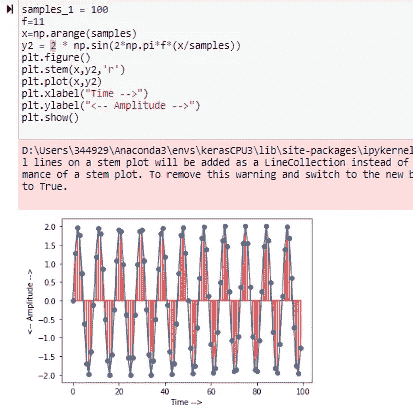 samples_1 = 100
f=11
x=np.arange(samples)
y2 = 2 * np.sin(2*np.pi*f*(x/samples))
plt.figure()
plt.stem(x,y2,'r')
plt.plot(x,y2)
plt.xlabel("Time -->")
plt.ylabel("<-- Amplitude -->")
plt.show()
D:\Users\344929\Anaconda3\envs\kerasCPU3\lib\site-packages\ipykernel
l lines on a stem plot will be added as a LineCollection instead of
mance of a stem plot. To remove this warning and switch to the new b
to True.
2.0
1.5
1.0
0.5
0.0
−0.5
−1.0
−1.5
−2.0
<-- Amplitude -->
0 20 40 60 80 100
Time -->